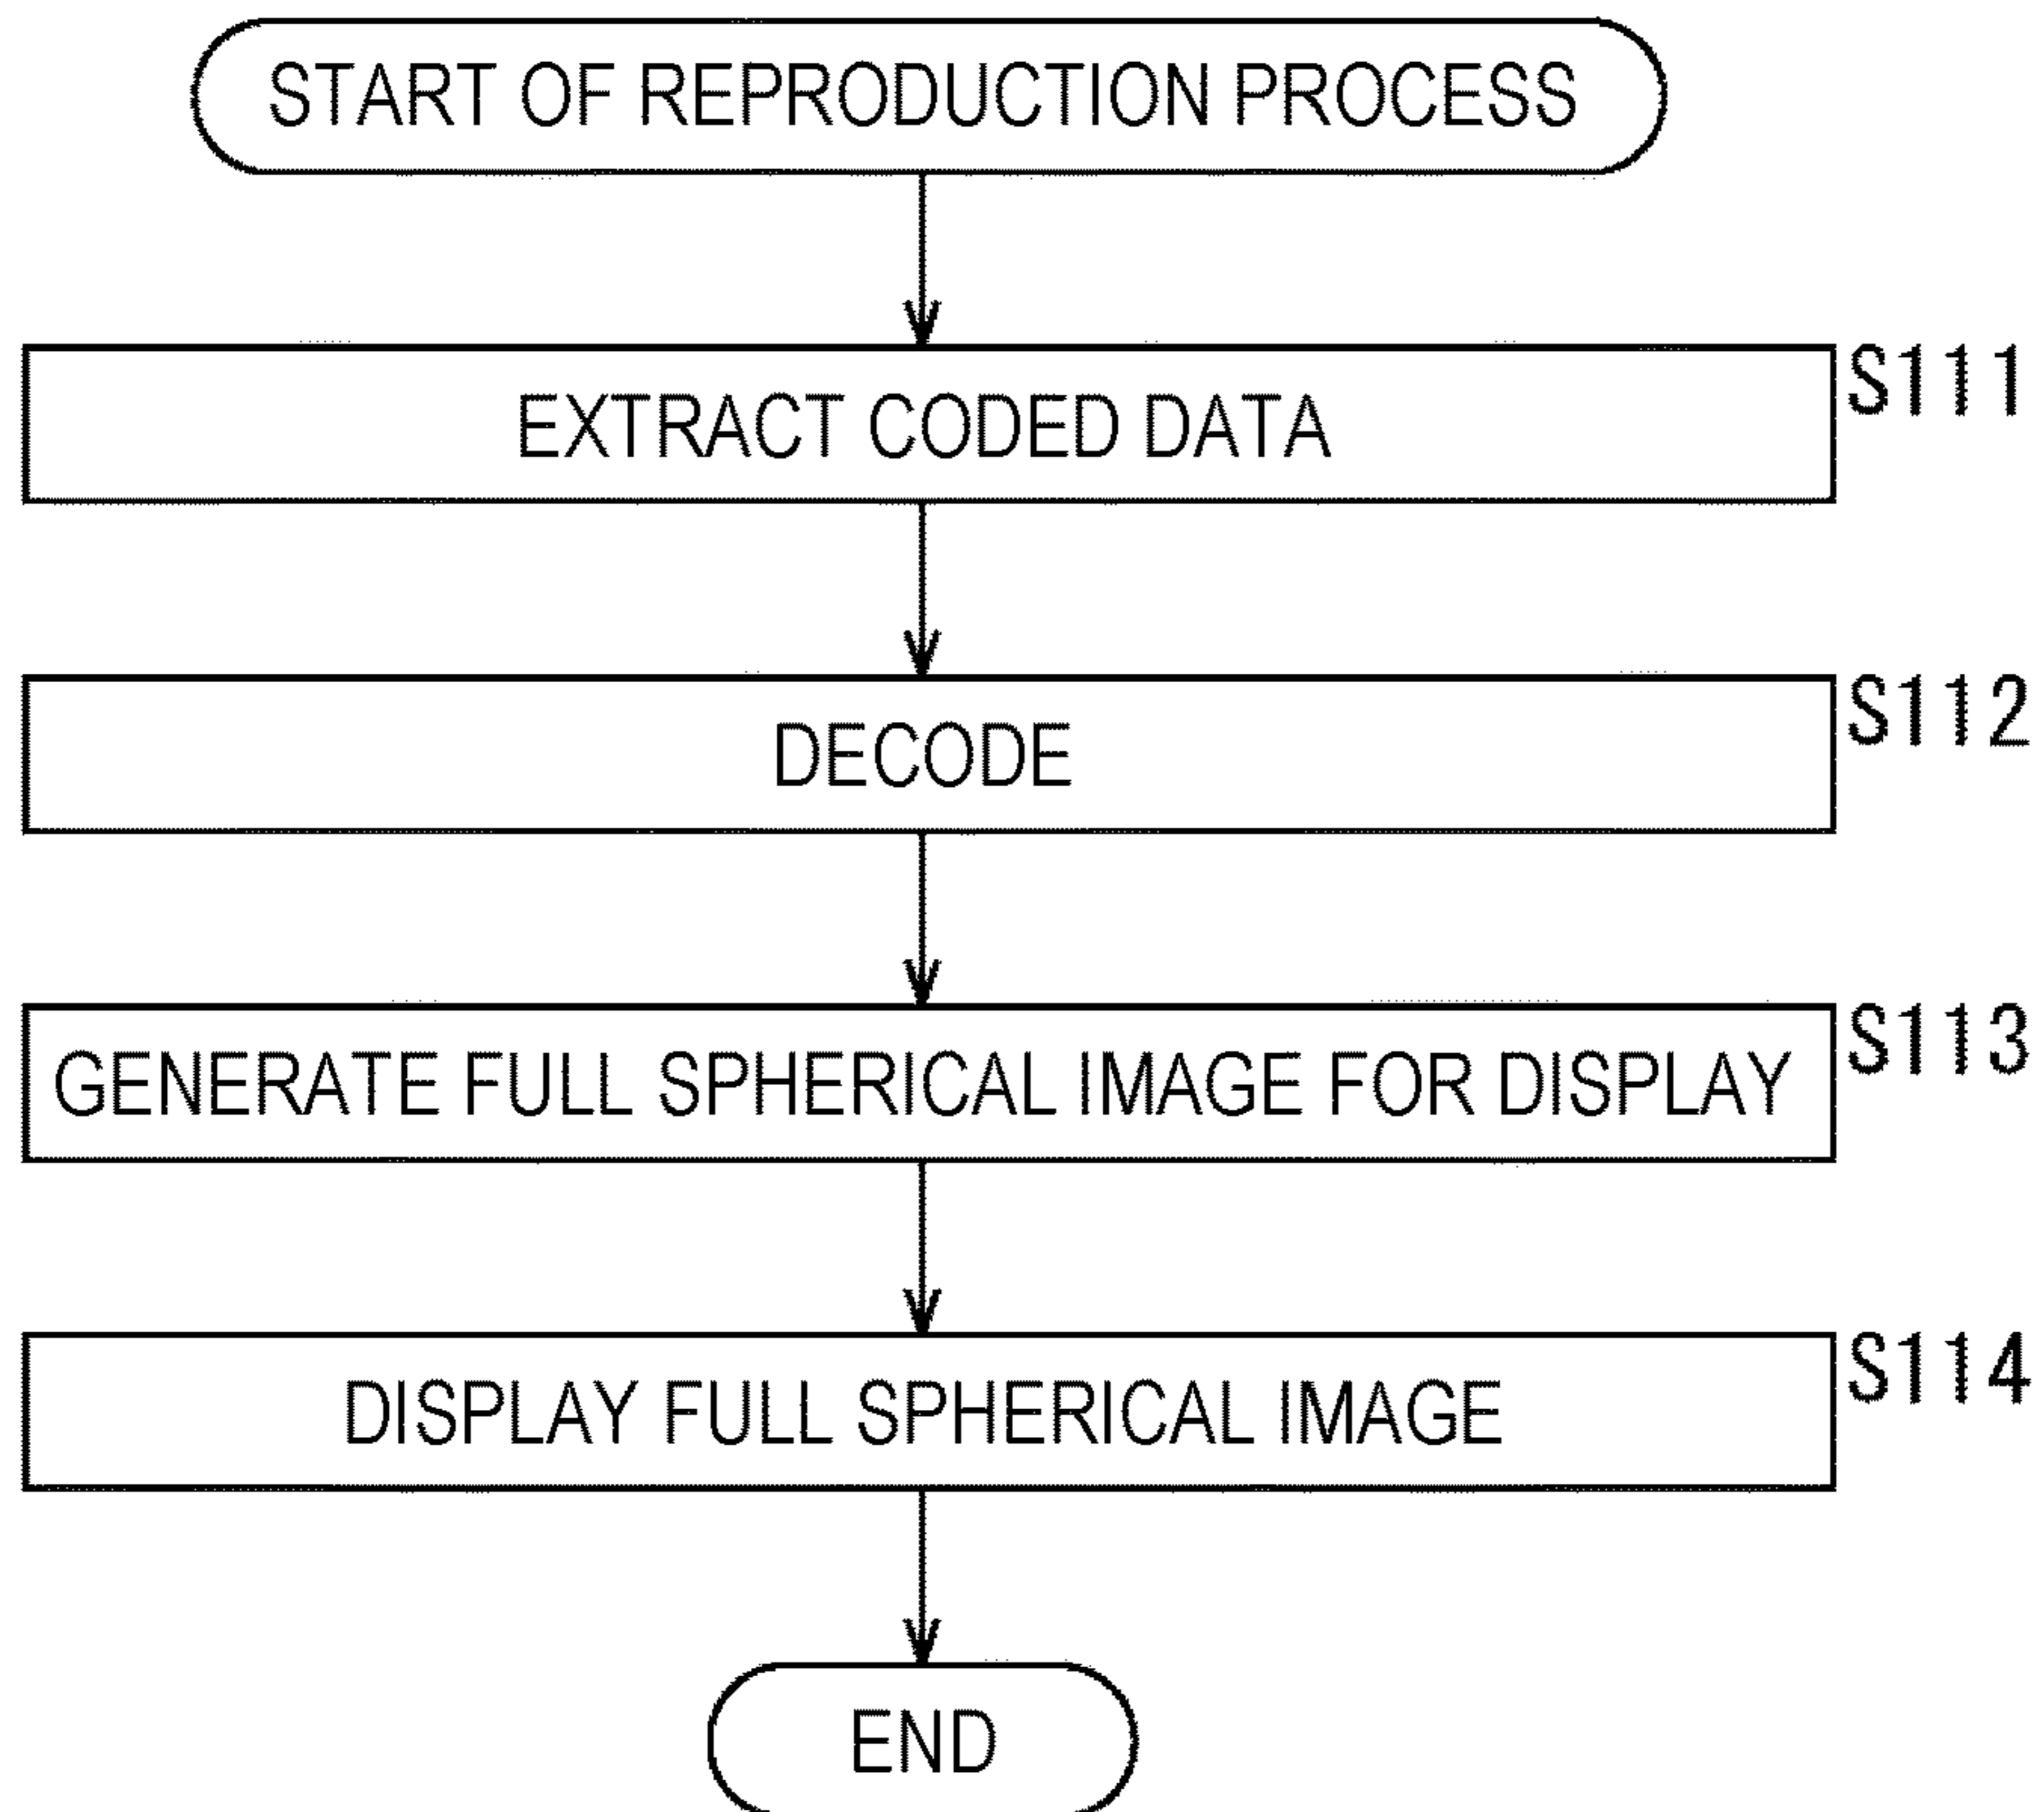 START OF REPRODUCTION PROCESS
EXTRACT CODED DATA
S111
DECODE
S112
GENERATE FULL SPHERICAL IMAGE FOR DISPLAY
S113
DISPLAY FULL SPHERICAL IMAGE
S114
END